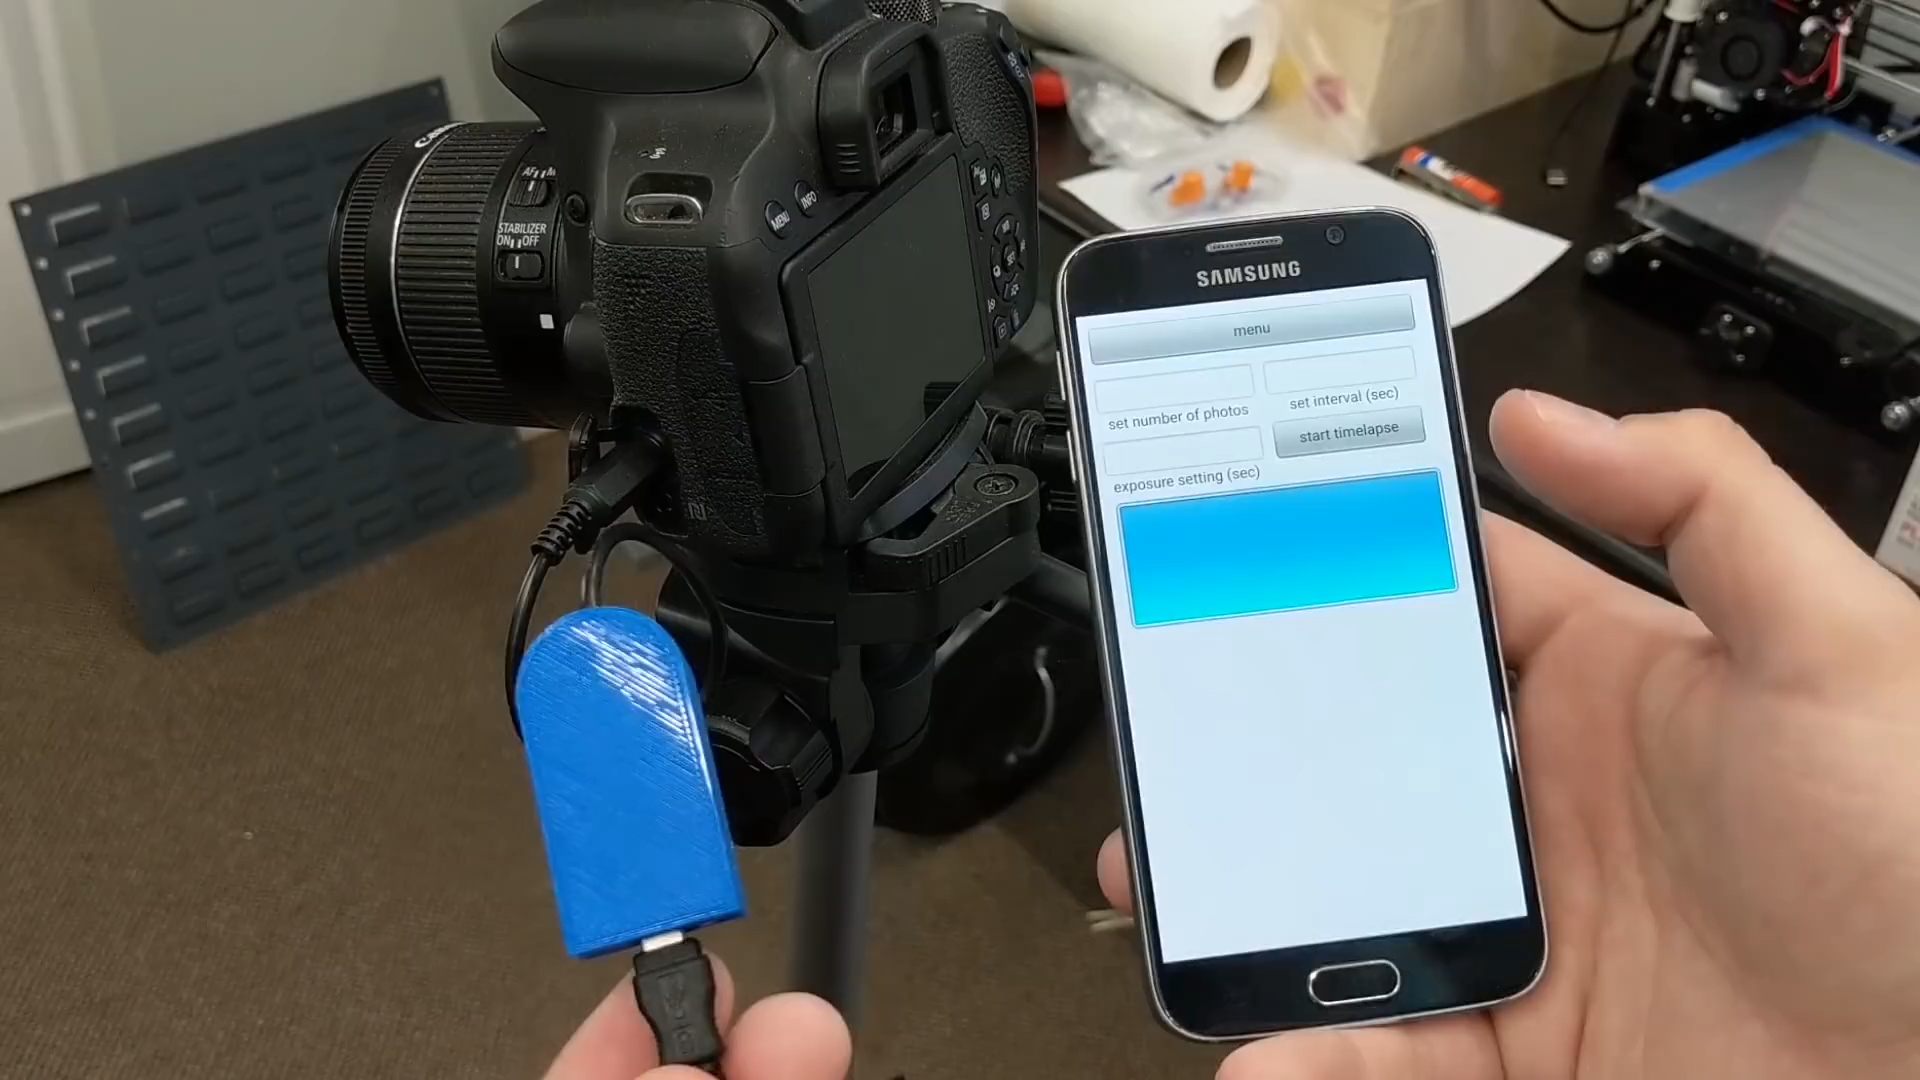 AF
STABILIZER
ON OFF
MENU
INFO
SAMSUNG
menu
set number of photos
set interval (sec)
start timelapse
exposure setting (sec)